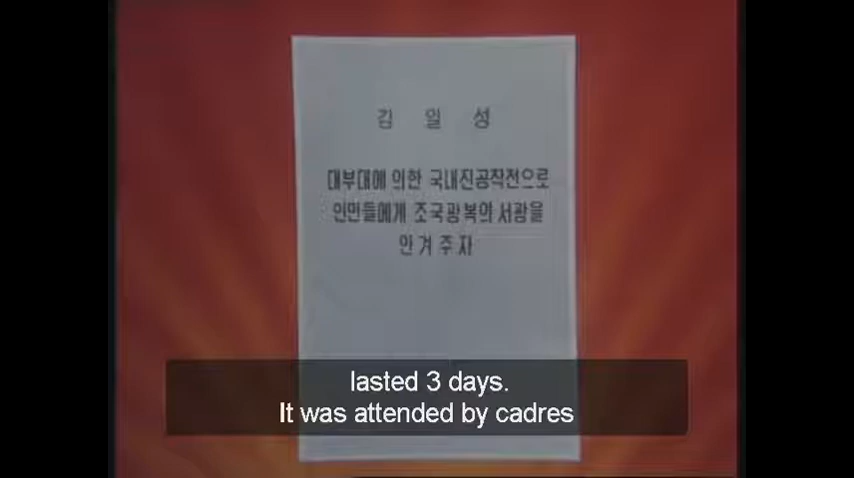 김 일 성
대부대에 의한 국내진공작전으로
인민들에게 조국광복의 서광을
안겨주자
lasted 3 days.
It was attended by cadres